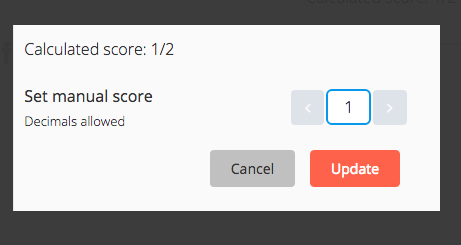 Calculated score: 1/2
Set manual score
Decimals allowed
1
Cancel
Update